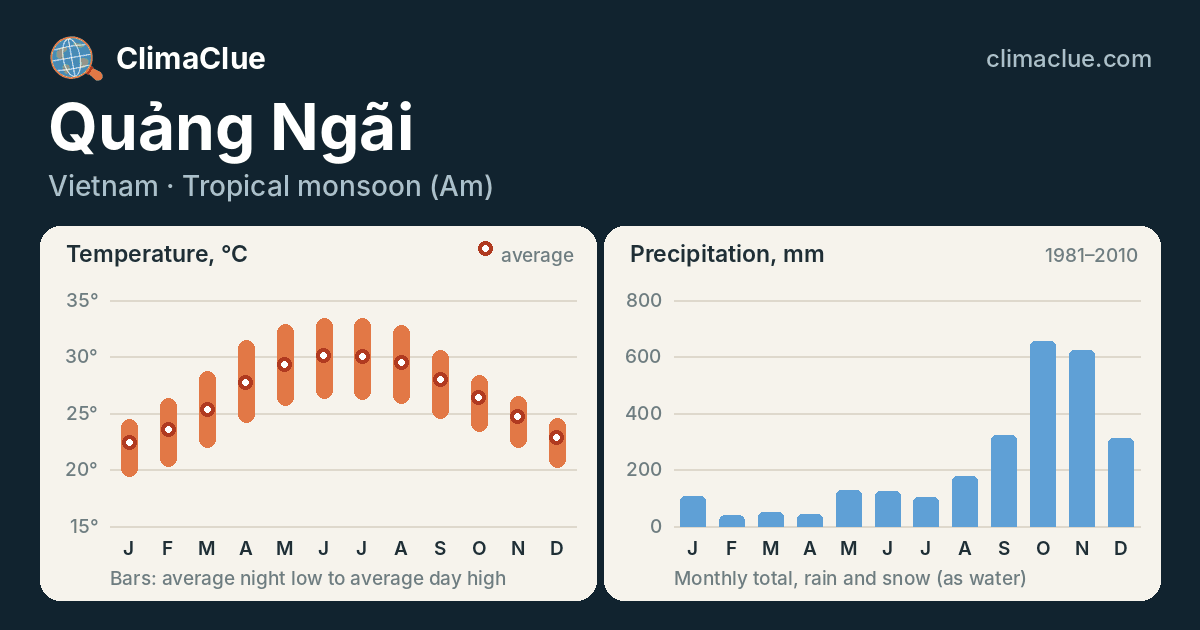 ClimaClue
climaclue.com
Quảng Ngãi
Vietnam · Tropical monsoon (Am)
Temperature, °C
average
35°
30°
25°
20°
15°
J F M A M J J A S O N D
Bars: average night low to average day high
Precipitation, mm
1981–2010
800
600
400
200
0
J F M A M J J A S O N D
Monthly total, rain and snow (as water)